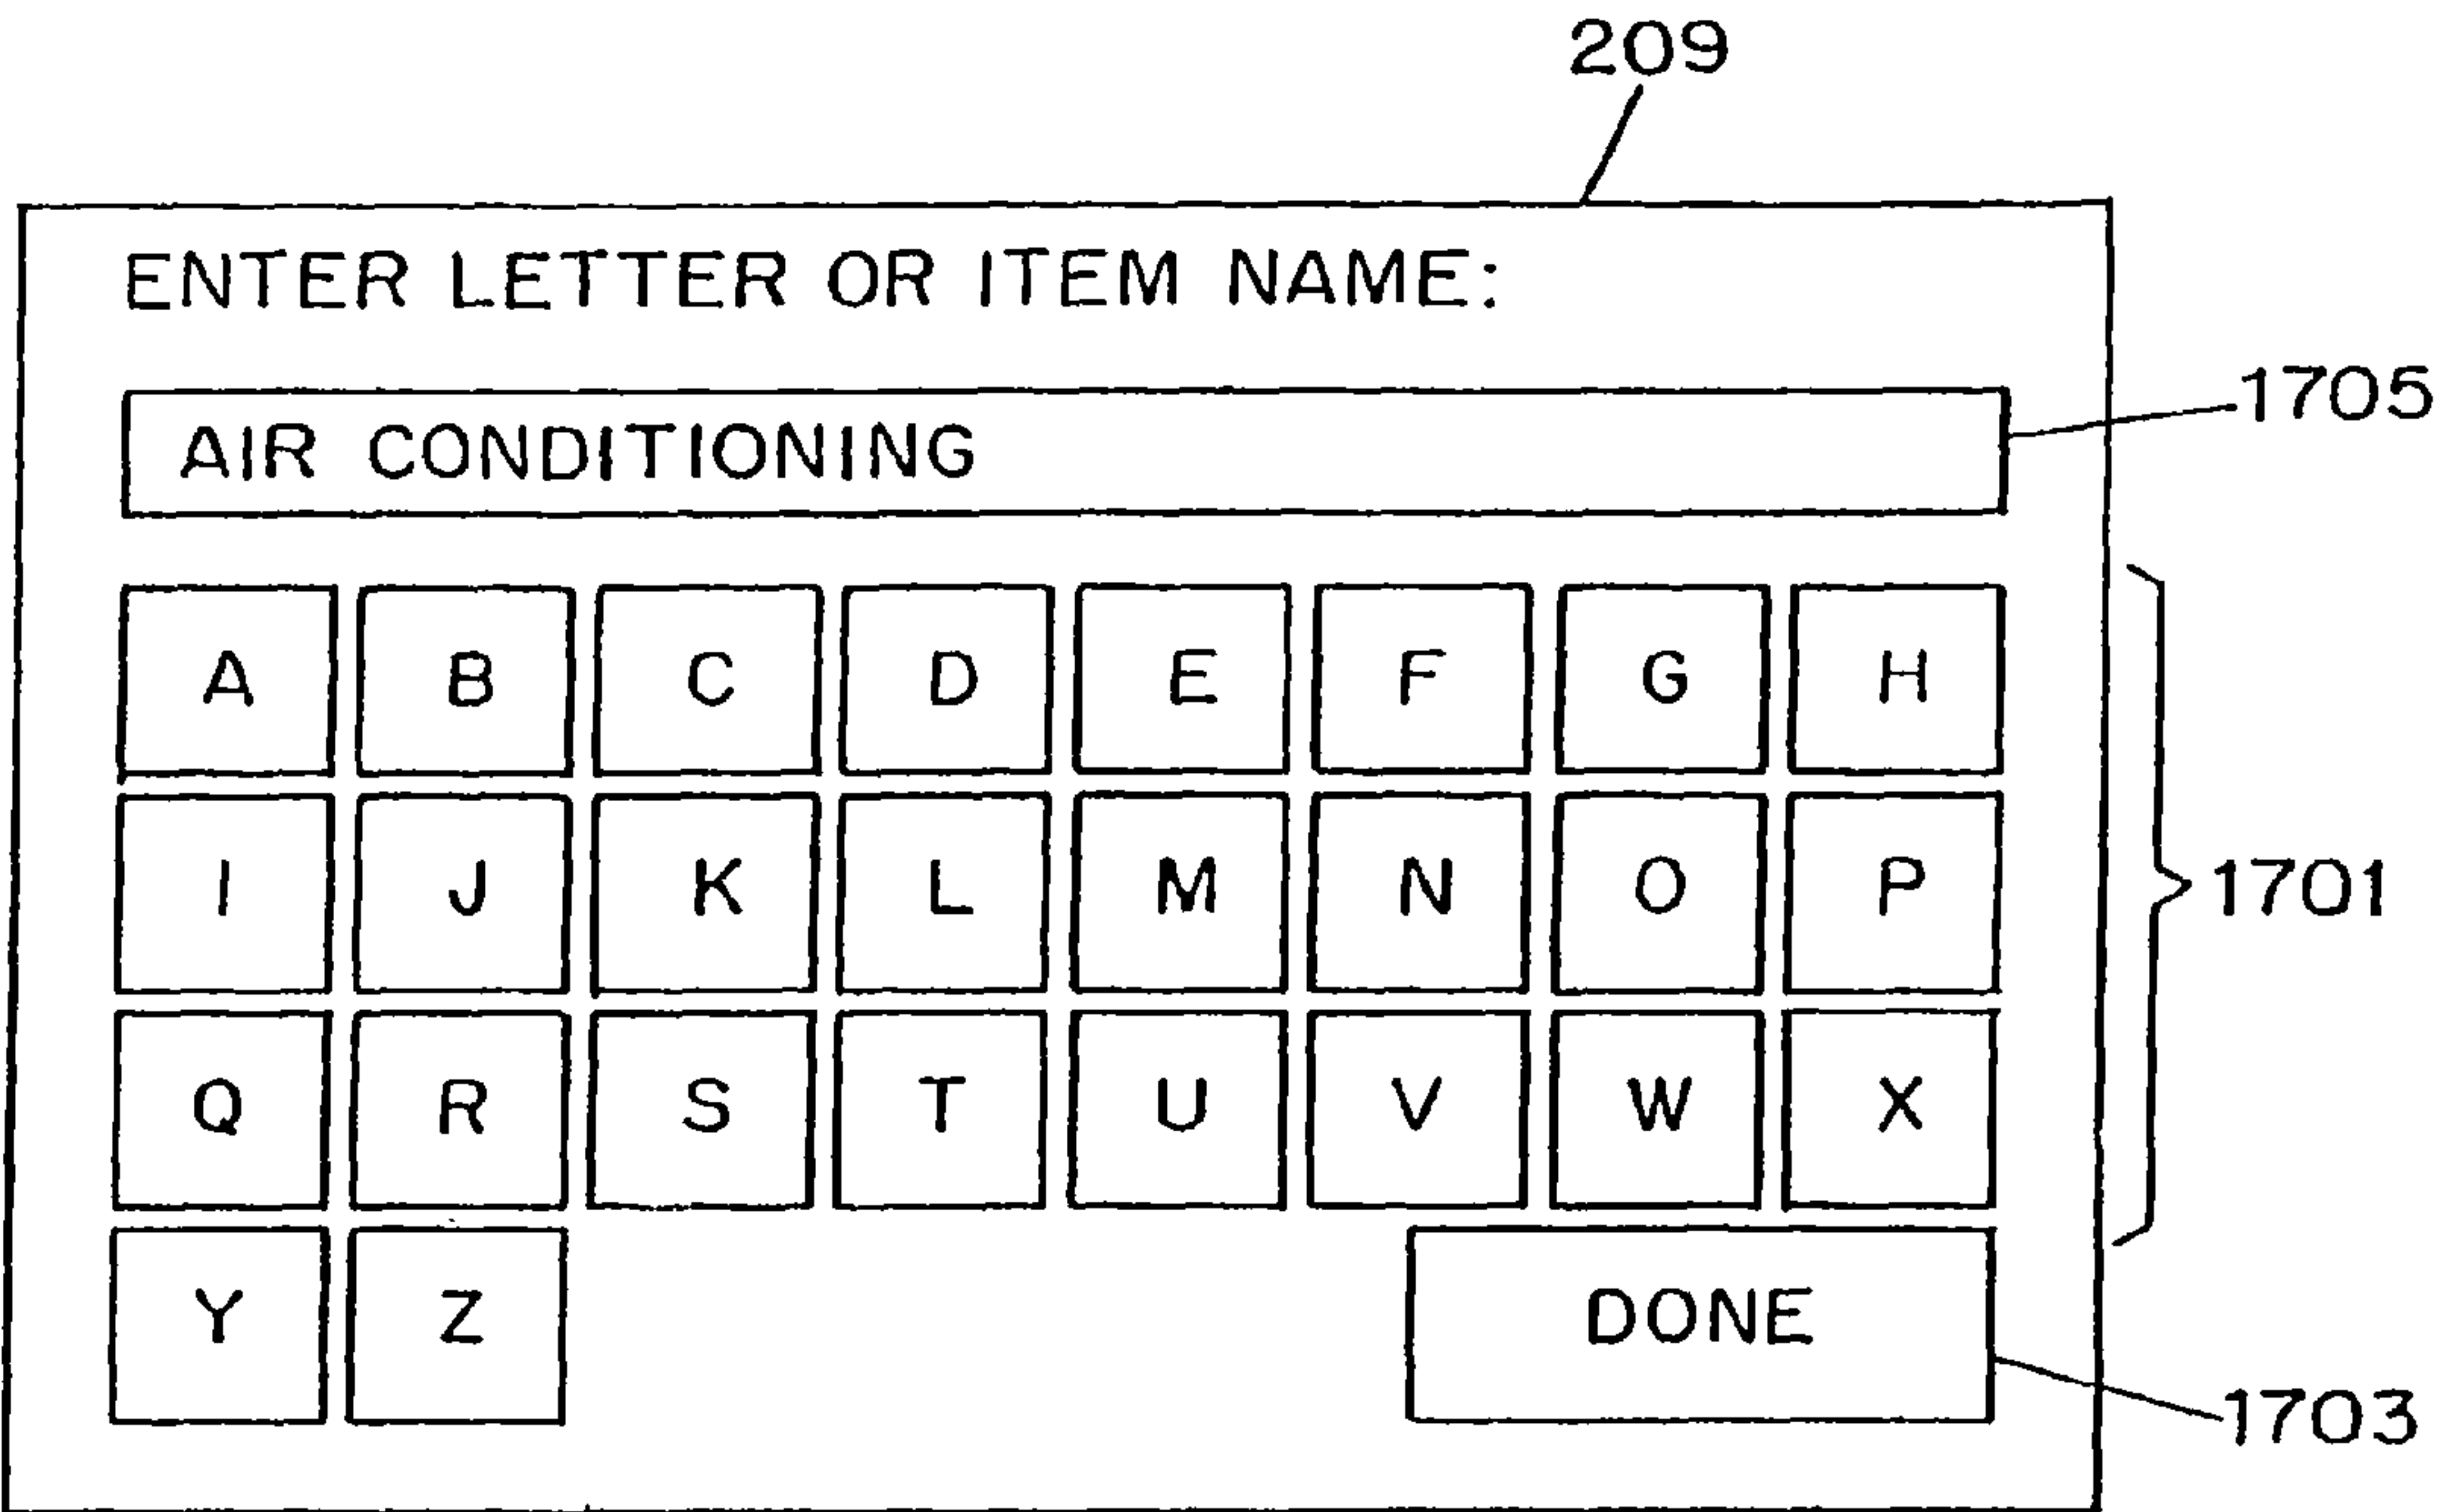 209
ENTER LETTER OR ITEM NAME:
AIR CONDITIONING
1705
A B C D E F G H
I J K L M N O P
1701
Q R S T U V W X
Y Z DONE
1703